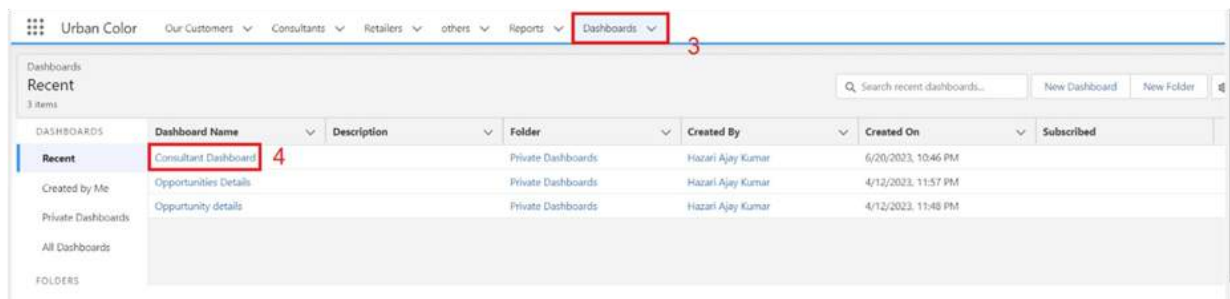 Urban Color Our Customers Consultants Retailers others Reports Dashboards
3
Dashboards
Recent
3 items
Search recent dashboards...
New Dashboard
New Folder
DASHBOARDS
Dashboard Name Description Folder Created By Created On Subscribed
Recent
Consultant Dashboard 4 Private Dashboards Hazari Ajay Kumar 6/20/2023, 10:46 PM
Created by Me
Opportunities Details Private Dashboards Hazari Ajay Kumar 4/12/2023, 11:57 PM
Oppurtunity details Private Dashboards Hazari Ajay Kumar 4/12/2023, 11:48 PM
Private Dashboards
All Dashboards
FOLDERS